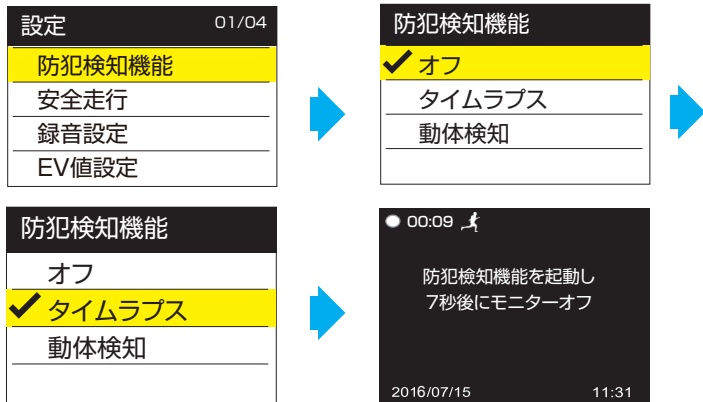 設定 01/04
防犯検知機能
安全走行
録音設定
EV値設定
防犯検知機能
オフ
タイムラプス
動体検知
防犯検知機能
オフ
タイムラプス
動体検知
00:09
防犯検知機能を起動し
7秒後にモニターオフ
2016/07/15 11:31